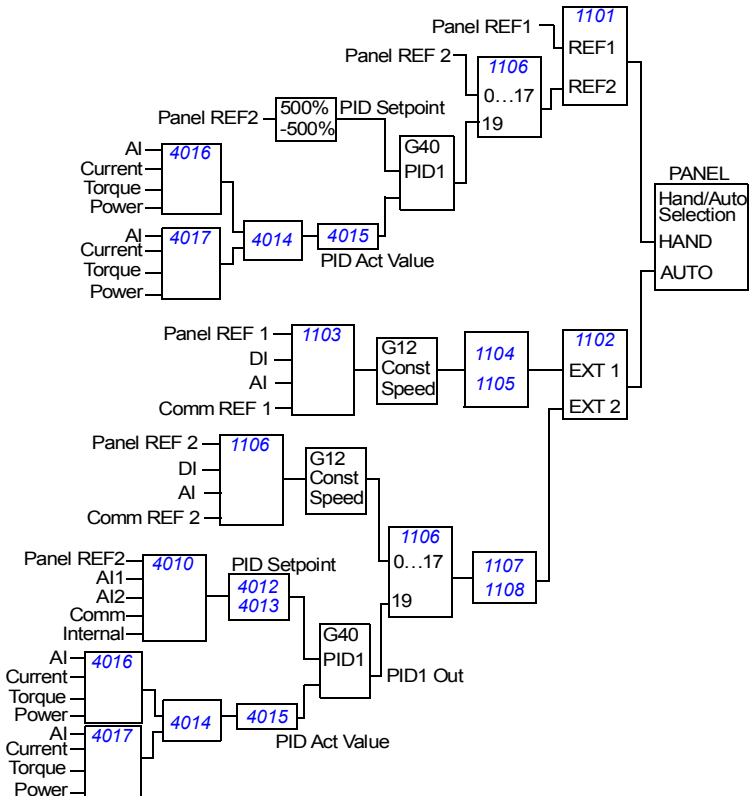 Panel REF1
1101
REF1
REF2
Panel REF 2
1106
0...17
19
Panel REF2
500%
-500%
PID Setpoint
G40
PID1
AI
Current
Torque
Power
4016
AI
Current
Torque
Power
4017
4014
4015
PID Act Value
PANEL
Hand/Auto
Selection
HAND
AUTO
Panel REF 1
DI
AI
Comm REF 1
1103
G12
Const
Speed
1104
1105
1102
EXT 1
EXT 2
Panel REF 2
DI
AI
Comm REF 2
1106
G12
Const
Speed
1106
0...17
19
1107
1108
Panel REF2
AI1
AI2
Comm
Internal
4010
PID Setpoint
4012
4013
G40
PID1
PID1 Out
AI
Current
Torque
Power
4016
AI
Current
Torque
Power
4017
4014
4015
PID Act Value